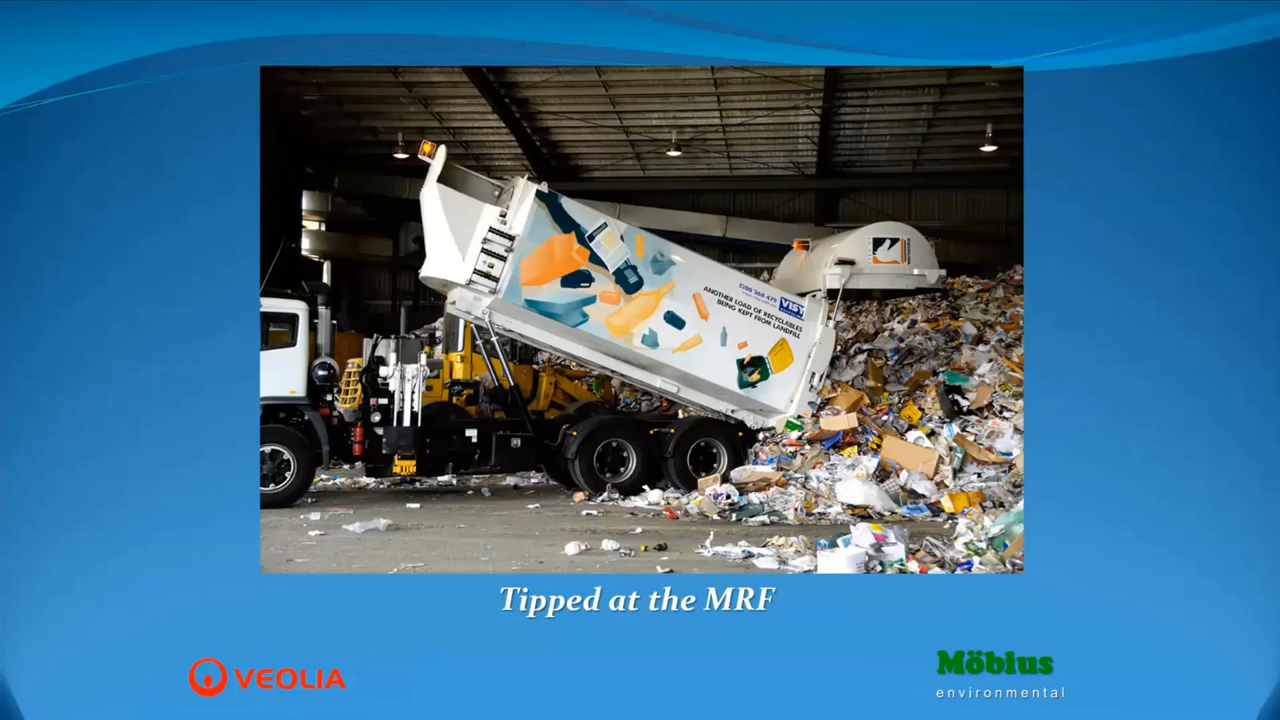 1300 368 479
VISY
ANOTHER LOAD OF RECYCLABLES
BEING KEPT FROM LANDFILL
Tipped at the MRF
VEOLIA
Möbius
environmental